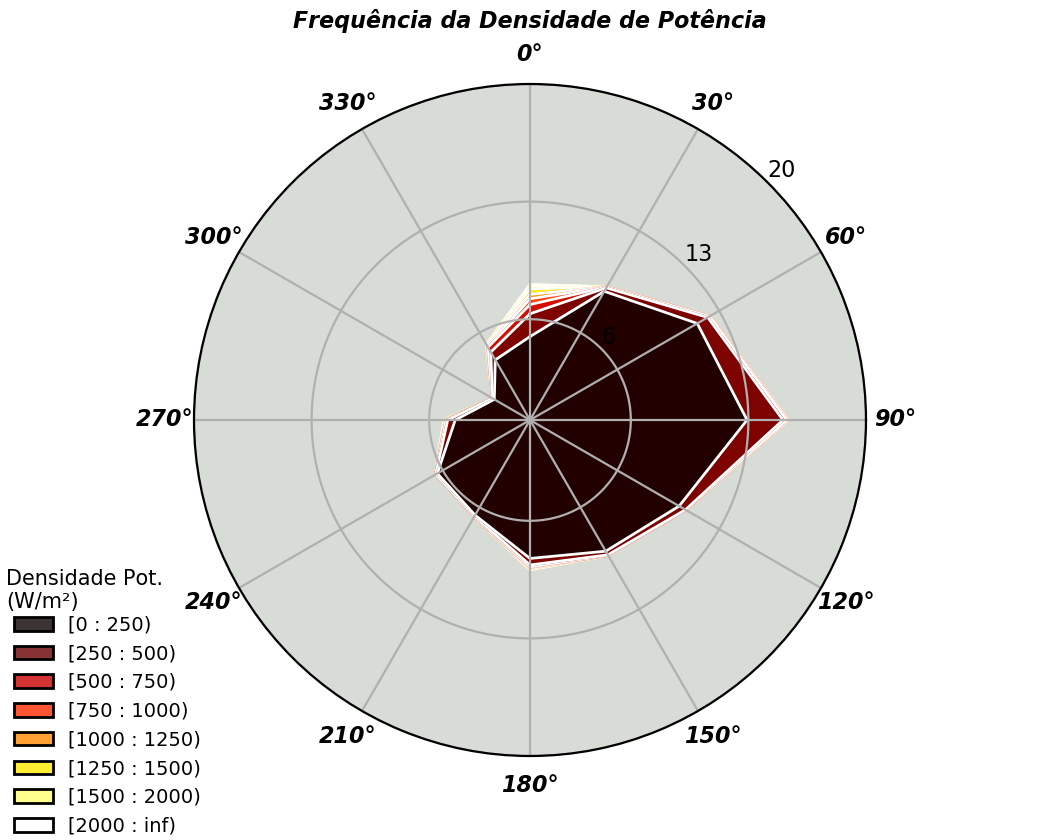 Frequência da Densidade de Potência
0°
330°
30°
20
300°
60°
13
6
270°
90°
240°
120°
210°
150°
180°
Densidade Pot.
(W/m²)
[0 : 250)
[250 : 500)
[500 : 750)
[750 : 1000)
[1000 : 1250)
[1250 : 1500)
[1500 : 2000)
[2000 : inf)